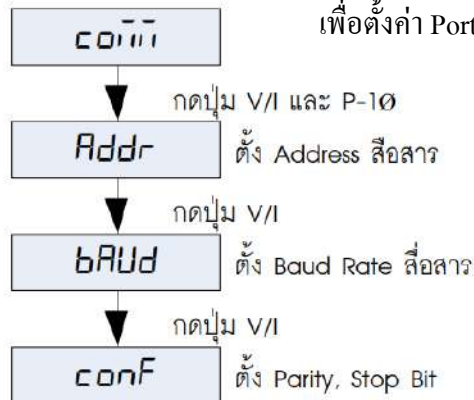 comm
เพื่อตั้งค่า Port
กดปุ่ม V/I และ P-1Ø
Addr
ตั้ง Address สื่อสาร
กดปุ่ม V/I
bAUd
ตั้ง Baud Rate สื่อสาร
กดปุ่ม V/I
conF
ตั้ง Parity, Stop Bit